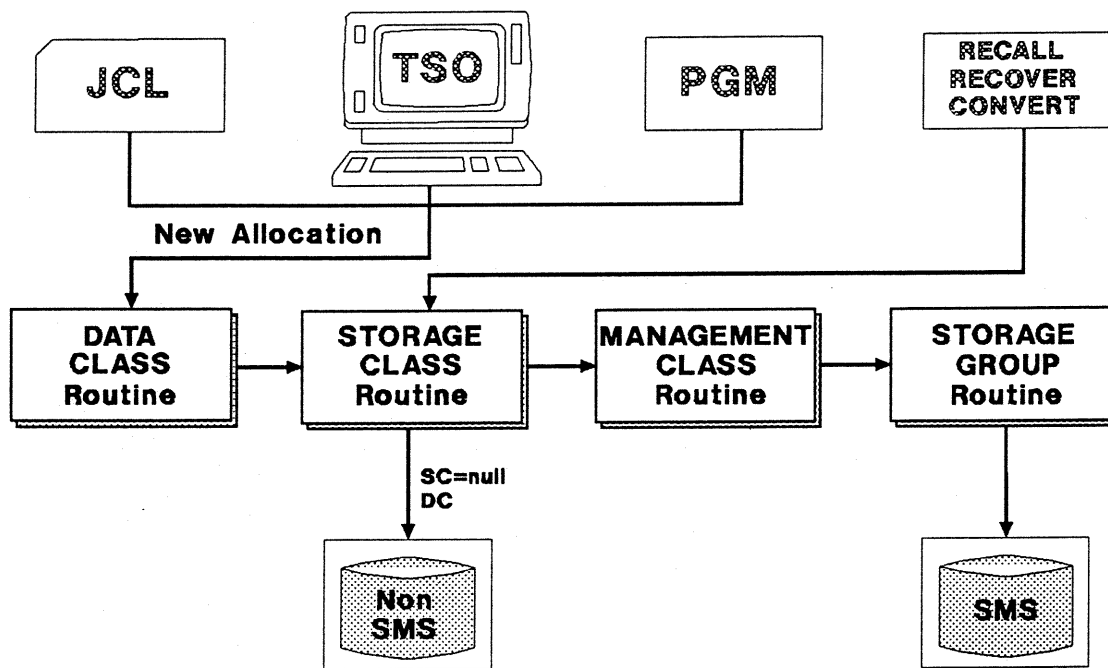 JCL
TSO
PGM
RECALL
RECOVER
CONVERT
New Allocation
DATA
CLASS
Routine
STORAGE
CLASS
Routine
MANAGEMENT
CLASS
Routine
STORAGE
GROUP
Routine
SC=null
DC
Non
SMS
SMS